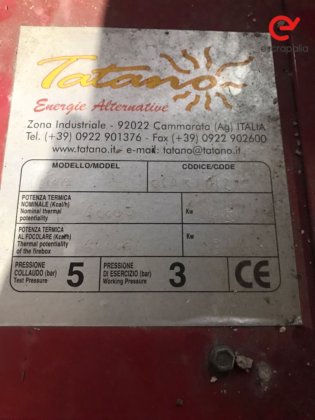 escrapalia
Tatano
Energie Alternative
Zona Industriale - 92022 Cammarata (Ag) ITALIA
Tel. (+39) 0922 901376 - Fax (+39) 0922 902600
www.tatano.it e-mail: tatano@tatano.it
MODELLO/MODEL CODICE/CODE
POTENZA TERMICA
NOMINALE (Kcal/h)
Nominal thermal
potentiality
Kw
POTENZA TERMICA
AL FOCOLARE (Kcal/h)
Thermal potentiality
of the firebox
Kw
PRESSIONE
COLLAUDO (bar)
Test Pressure
5
PRESSIONE
DI ESERCIZIO (bar)
Working Pressure
3
CE